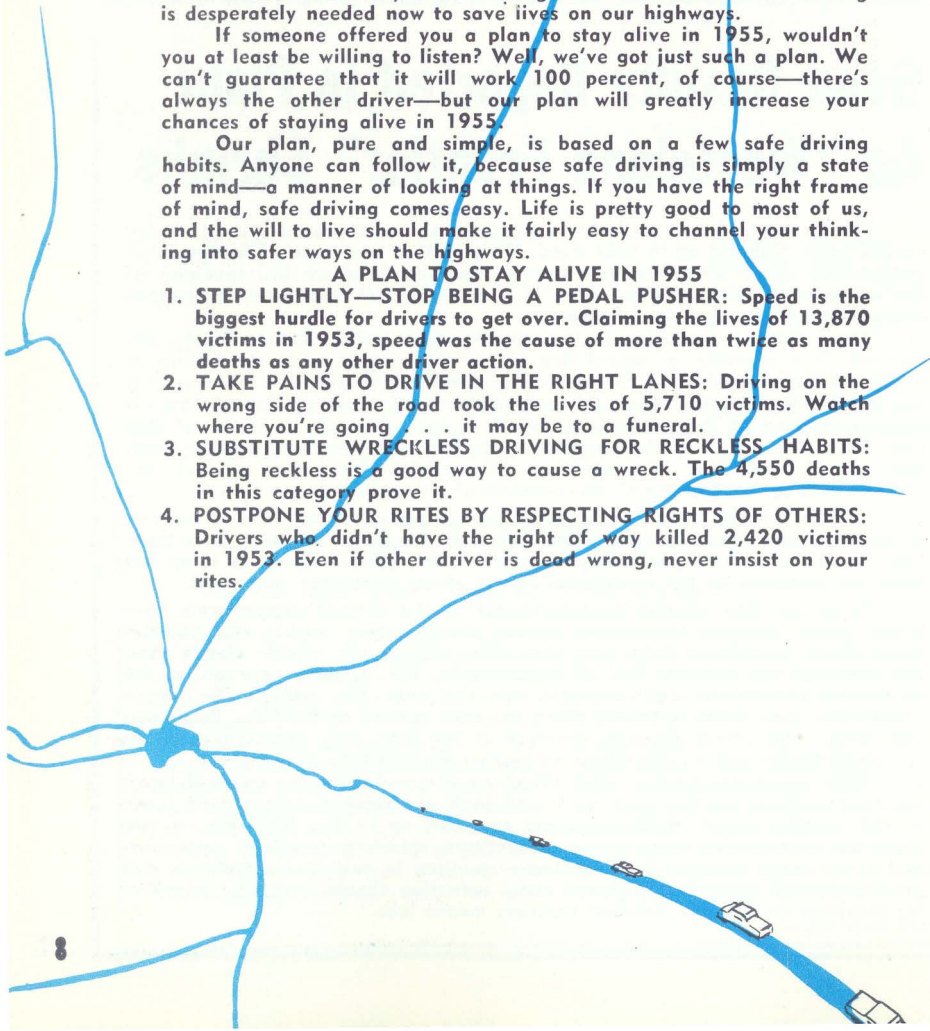 is desperately needed now to save lives on our highways.
If someone offered you a plan to stay alive in 1955, wouldn't
you at least be willing to listen? Well, we've got just such a plan. We
can't guarantee that it will work 100 percent, of course—there's
always the other driver—but our plan will greatly increase your
chances of staying alive in 1955.
Our plan, pure and simple, is based on a few safe driving
habits. Anyone can follow it, because safe driving is simply a state
of mind—a manner of looking at things. If you have the right frame
of mind, safe driving comes easy. Life is pretty good to most of us,
and the will to live should make it fairly easy to channel your think-
ing into safer ways on the highways.
A PLAN TO STAY ALIVE IN 1955
1. STEP LIGHTLY—STOP BEING A PEDAL PUSHER: Speed is the
biggest hurdle for drivers to get over. Claiming the lives of 13,870
victims in 1953, speed was the cause of more than twice as many
deaths as any other driver action.
2. TAKE PAINS TO DRIVE IN THE RIGHT LANES: Driving on the
wrong side of the road took the lives of 5,710 victims. Watch
where you're going . . . it may be to a funeral.
3. SUBSTITUTE WRECKLESS DRIVING FOR RECKLESS HABITS:
Being reckless is a good way to cause a wreck. The 4,550 deaths
in this category prove it.
4. POSTPONE YOUR RITES BY RESPECTING RIGHTS OF OTHERS:
Drivers who didn't have the right of way killed 2,420 victims
in 1953. Even if other driver is dead wrong, never insist on your
rites.
8